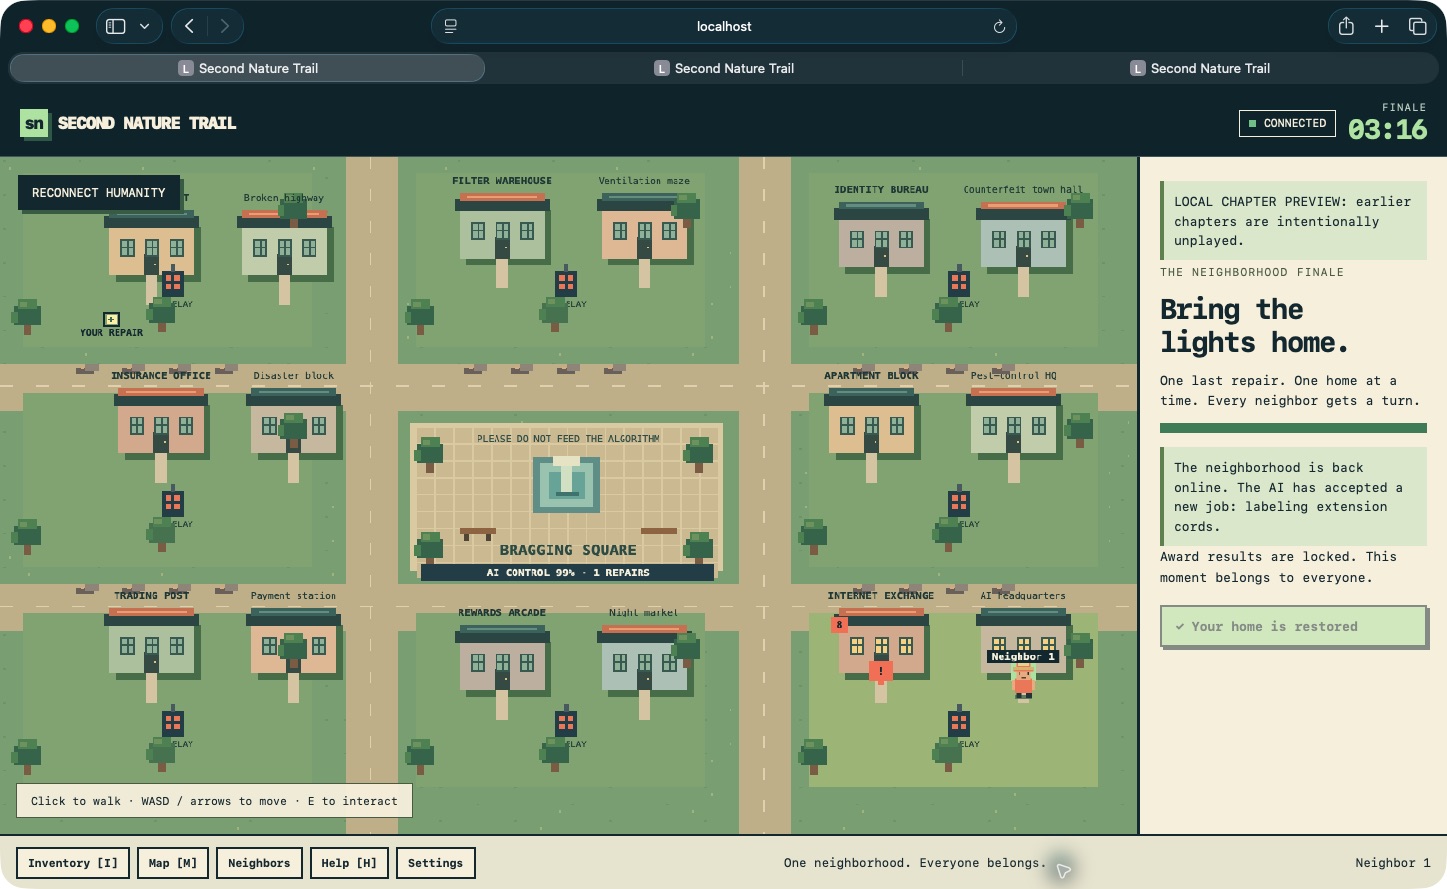 localhost
L Second Nature Trail
L Second Nature Trail
L Second Nature Trail
sn SECOND NATURE TRAIL
CONNECTED
FINALE
03:16
RECONNECT HUMANITY
Broken highway
FILTER WAREHOUSE
Ventilation maze
IDENTITY BUREAU
Counterfeit town hall
YOUR REPAIR
INSURANCE OFFICE
Disaster block
APARTMENT BLOCK
Pest-control HQ
PLEASE DO NOT FEED THE ALGORITHM
BRAGGING SQUARE
AI CONTROL 99% · 1 REPAIRS
TRADING POST
Payment station
REWARDS ARCADE
Night market
INTERNET EXCHANGE
AI headquarters
8
!
Neighbor 1
Click to walk · WASD / arrows to move · E to interact
LOCAL CHAPTER PREVIEW: earlier
chapters are intentionally
unplayed.
THE NEIGHBORHOOD FINALE
Bring the
lights home.
One last repair. One home at a
time. Every neighbor gets a turn.
The neighborhood is back
online. The AI has accepted a
new job: labeling extension
cords.
Award results are locked. This
moment belongs to everyone.
✓ Your home is restored
Inventory [I]
Map [M]
Neighbors
Help [H]
Settings
One neighborhood. Everyone belongs.
Neighbor 1